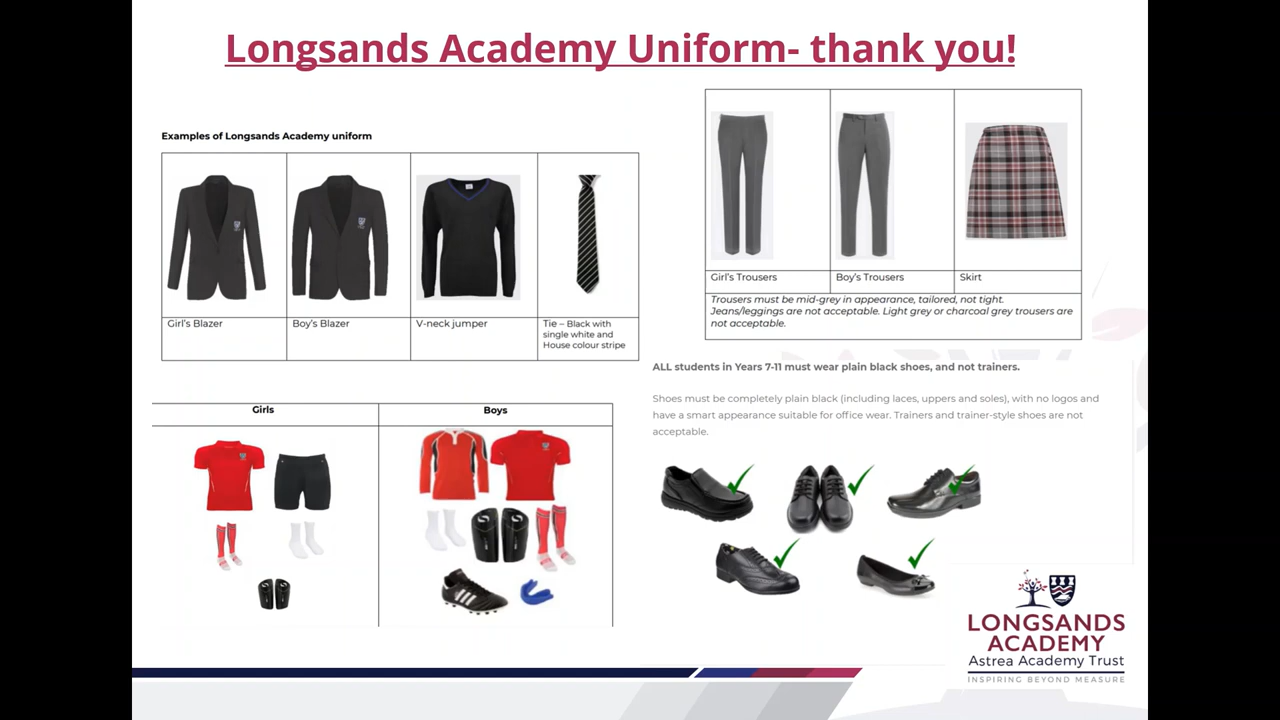 Longsands Academy Uniform- thank you!
Examples of Longsands Academy uniform
Girl's Blazer
Boy's Blazer
V-neck jumper
Tie – Black with
single white and
House colour stripe
Girl's Trousers
Boy's Trousers
Skirt
Trousers must be mid-grey in appearance, tailored, not tight.
Jeans/leggings are not acceptable. Light grey or charcoal grey trousers are
not acceptable.
Girls
Boys
ALL students in Years 7-11 must wear plain black shoes, and not trainers.
Shoes must be completely plain black (including laces, uppers and soles), with no logos and
have a smart appearance suitable for office wear. Trainers and trainer-style shoes are not
acceptable.
LONGSANDS
ACADEMY
Astrea Academy Trust
INSPIRING BEYOND MEASURE